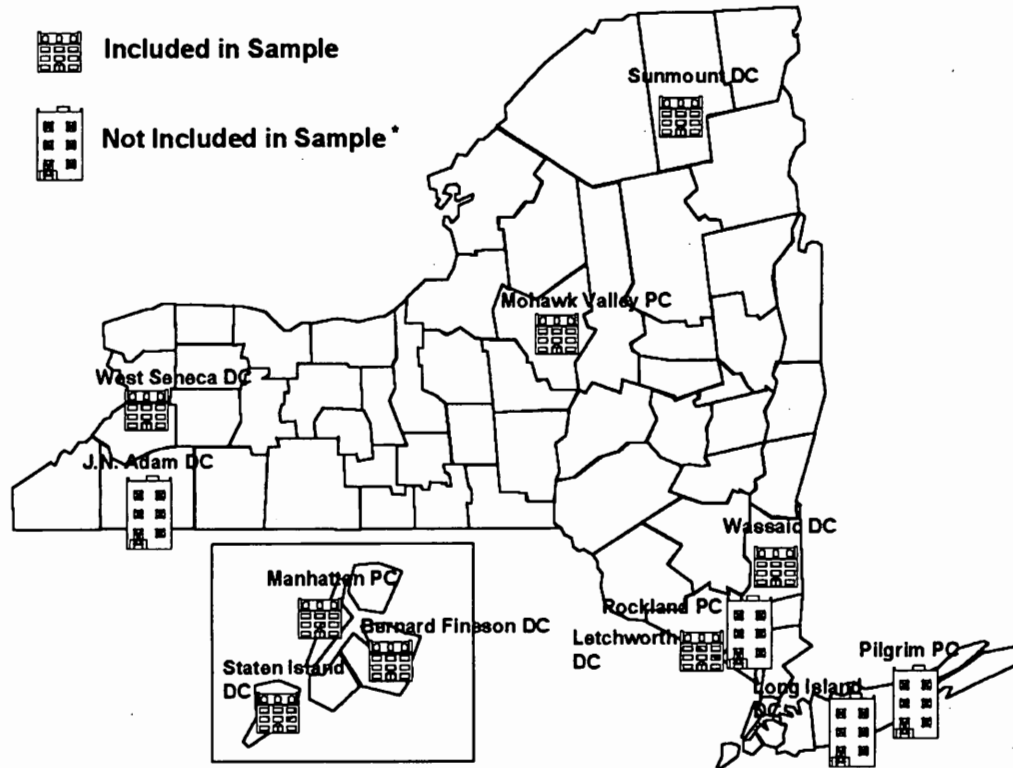 Included in Sample
Not Included in Sample *
Sunmount DC
Mohawk Valley PC
West Seneca DC
J.N. Adam DC
Wassaic DC
Manhattan PC
Bernard Fineson DC
Staten Island
DC
Rockland PC
Letchworth
DC
Pilgrim PC
Long Island
DC